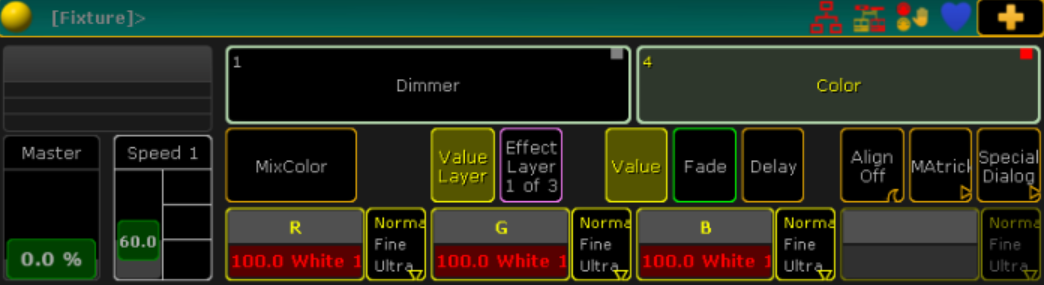 [Fixture]>
1
Dimmer
4
Color
Master
Speed 1
MixColor
Value
Layer
Effect
Layer
1 of 3
Value
Fade
Delay
Align
Off
MAtrick
Special
Dialog
R
Norma
Fine
Ultra
G
Norma
Fine
Ultra
B
Norma
Fine
Ultra
Norma
Fine
Ultra
0.0 %
60.0
100.0 White 1
100.0 White 1
100.0 White 1